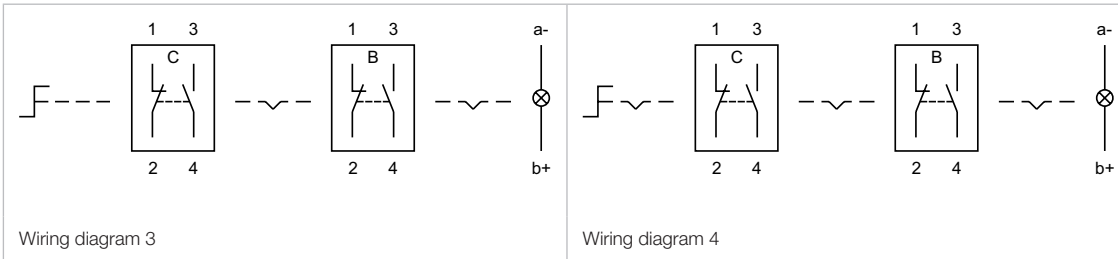 1 3 1 3 a- 1 3 1 3 a-
C B C B
2 4 2 4 b+ 2 4 2 4 b+
Wiring diagram 3 Wiring diagram 4